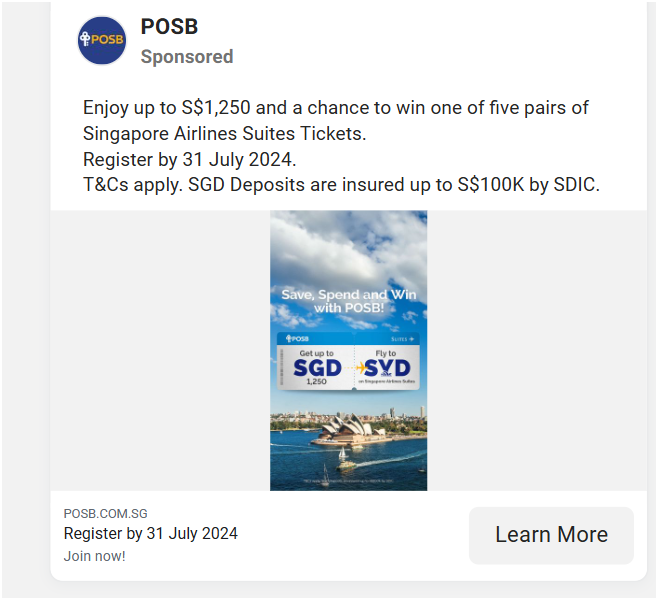 POSB
POSB
Sponsored
Enjoy up to S$1,250 and a chance to win one of five pairs of
Singapore Airlines Suites Tickets.
Register by 31 July 2024.
T&Cs apply. SGD Deposits are insured up to S$100K by SDIC.
Save, Spend and Win
with POSB!
POSB
SUITES
Get up to
SGD
1,250
Fly to
SYD
on Singapore Airlines Suites
POSB.COM.SG
Register by 31 July 2024
Join now!
Learn More